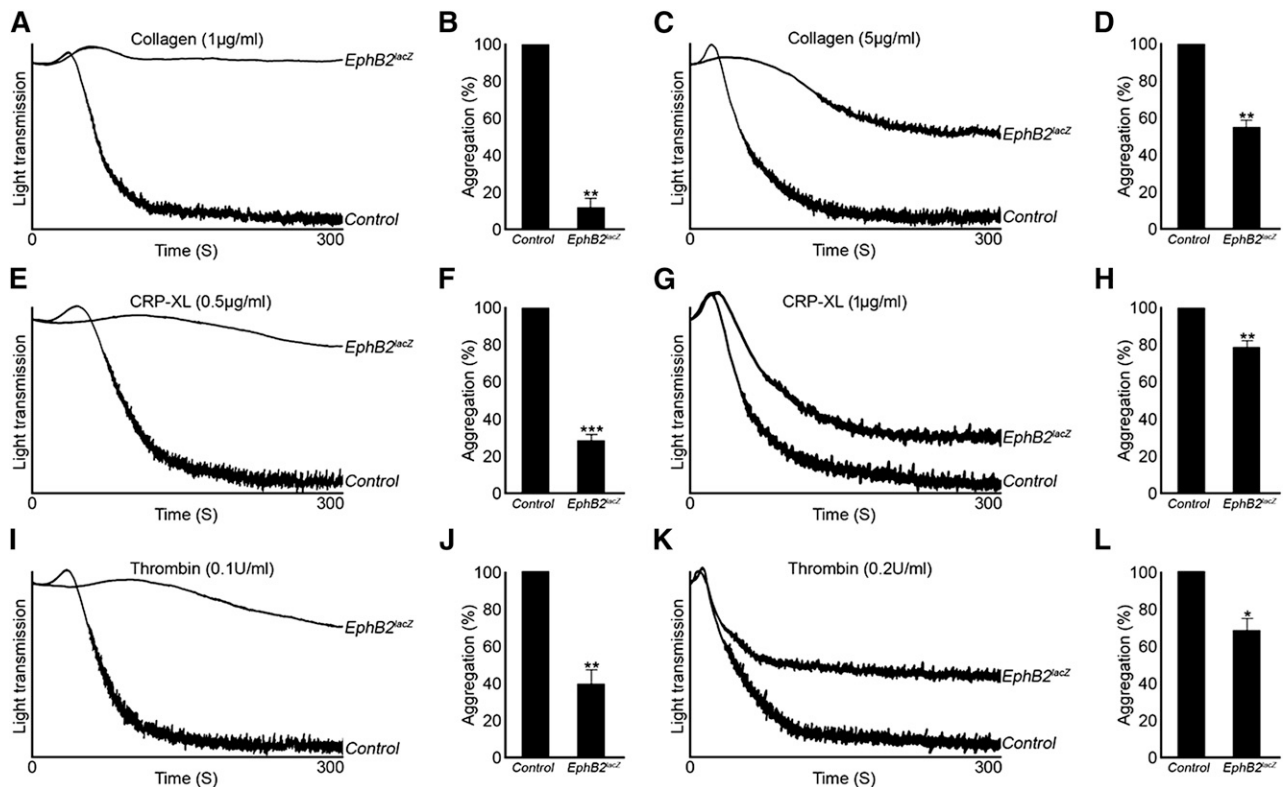 A
Collagen (1µg/ml)
EphB2lacZ
Control
Light transmission
0
300
Time (S)
B
Aggregation (%)
100
80
60
40
20
0
**
Control EphB2lacZ
C
Collagen (5µg/ml)
EphB2lacZ
Control
Light transmission
0
300
Time (S)
D
Aggregation (%)
100
80
60
40
20
0
**
Control EphB2lacZ
E
CRP-XL (0.5µg/ml)
EphB2lacZ
Control
Light transmission
0
300
Time (S)
F
Aggregation (%)
100
80
60
40
20
0
***
Control EphB2lacZ
G
CRP-XL (1µg/ml)
EphB2lacZ
Control
Light transmission
0
300
Time (S)
H
Aggregation (%)
100
80
60
40
20
0
**
Control EphB2lacZ
I
Thrombin (0.1U/ml)
EphB2lacZ
Control
Light transmission
0
300
Time (S)
J
Aggregation (%)
100
80
60
40
20
0
**
Control EphB2lacZ
K
Thrombin (0.2U/ml)
EphB2lacZ
Control
Light transmission
0
300
Time (S)
L
Aggregation (%)
100
80
60
40
20
0
*
Control EphB2lacZ